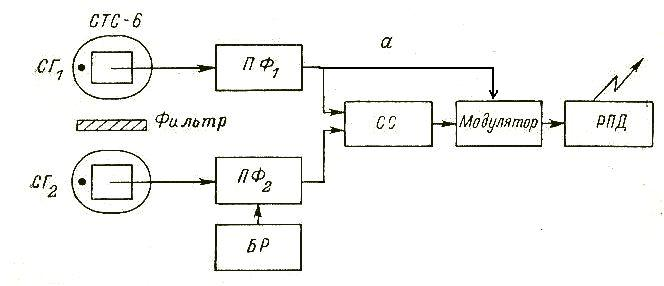 СТС-6
СГ1
ПФ1
а
Фильтр
СС
Модулятор
РПД
СГ2
ПФ2
БР